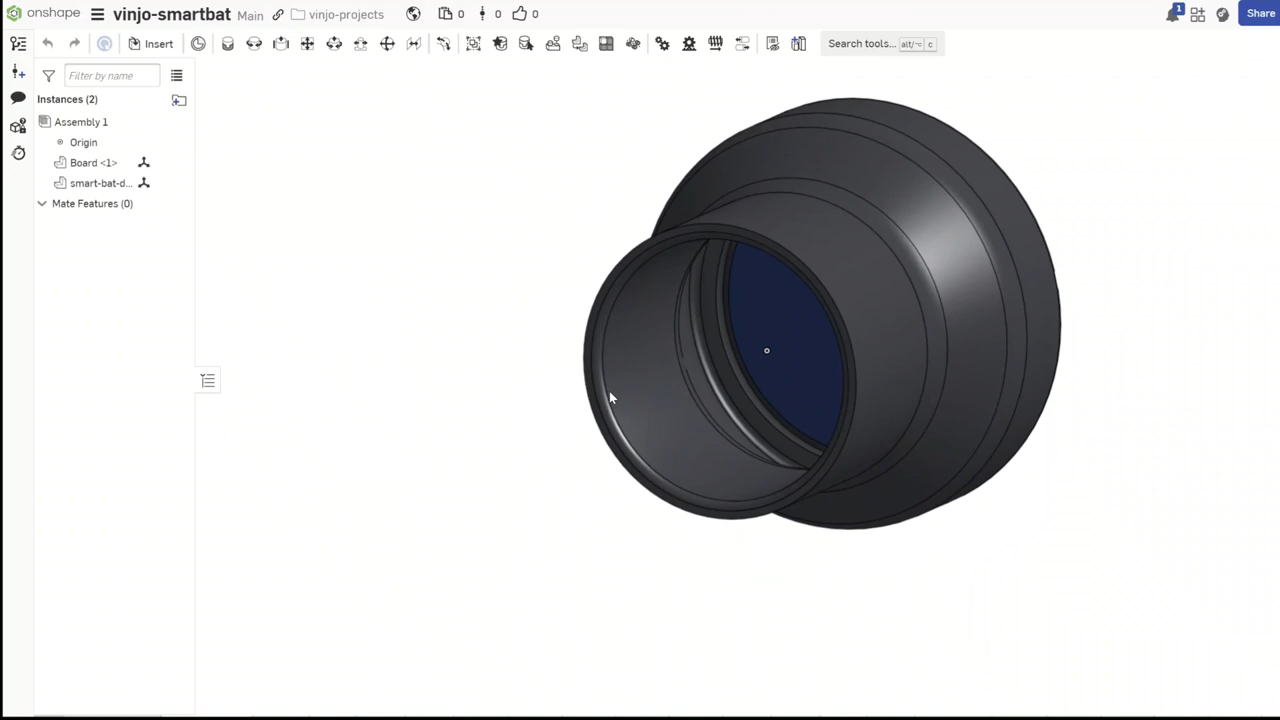 onshape vinjo-smartbat Main vinjo-projects 0 0 0 1 Share
Insert Search tools... alt/⌥ c
Filter by name
Instances (2)
Assembly 1
Origin
Board <1>
smart-bat-d...
Mate Features (0)